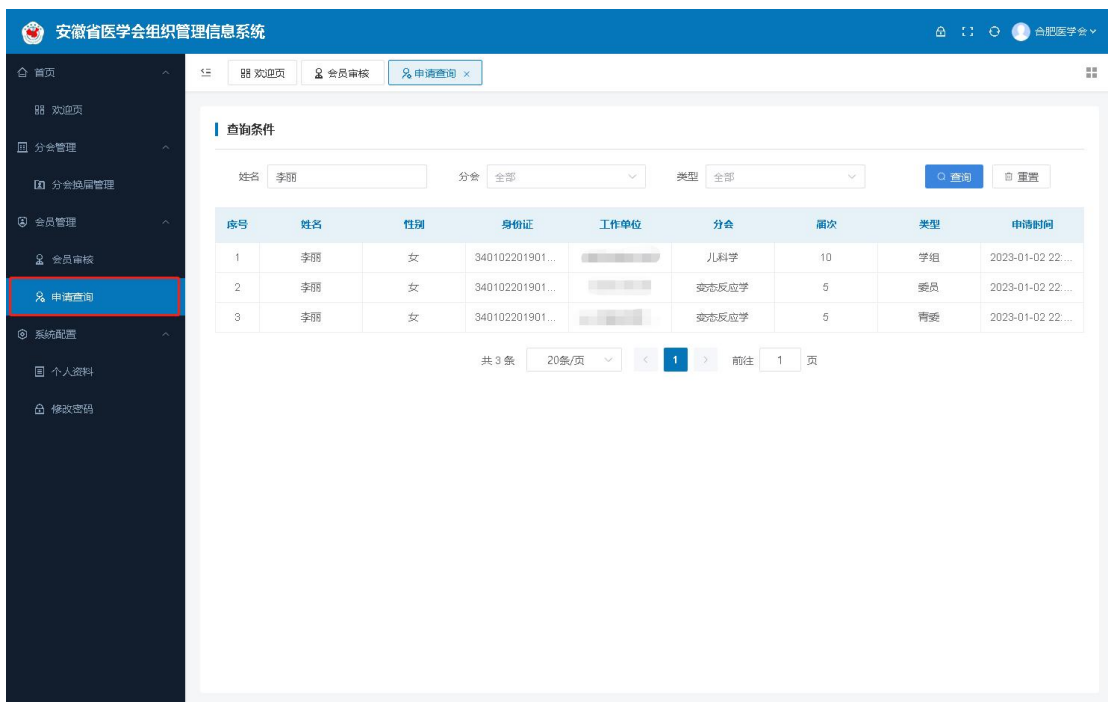 安徽省医学会组织管理信息系统
合肥医学会
首页
欢迎页
会员审核
申请查询 ×
欢迎页
分会管理
分会换届管理
会员管理
会员审核
申请查询
系统配置
个人资料
修改密码
查询条件
姓名 李丽 分会 全部 类型 全部 查询 重置
序号 姓名 性别 身份证 工作单位 分会 届次 类型 申请时间
1 李丽 女 340102201901... 儿科学 10 学组 2023-01-02 22:...
2 李丽 女 340102201901... 变态反应学 5 委员 2023-01-02 22:...
3 李丽 女 340102201901... 变态反应学 5 青委 2023-01-02 22:...
共 3 条 20条/页 < 1 > 前往 1 页